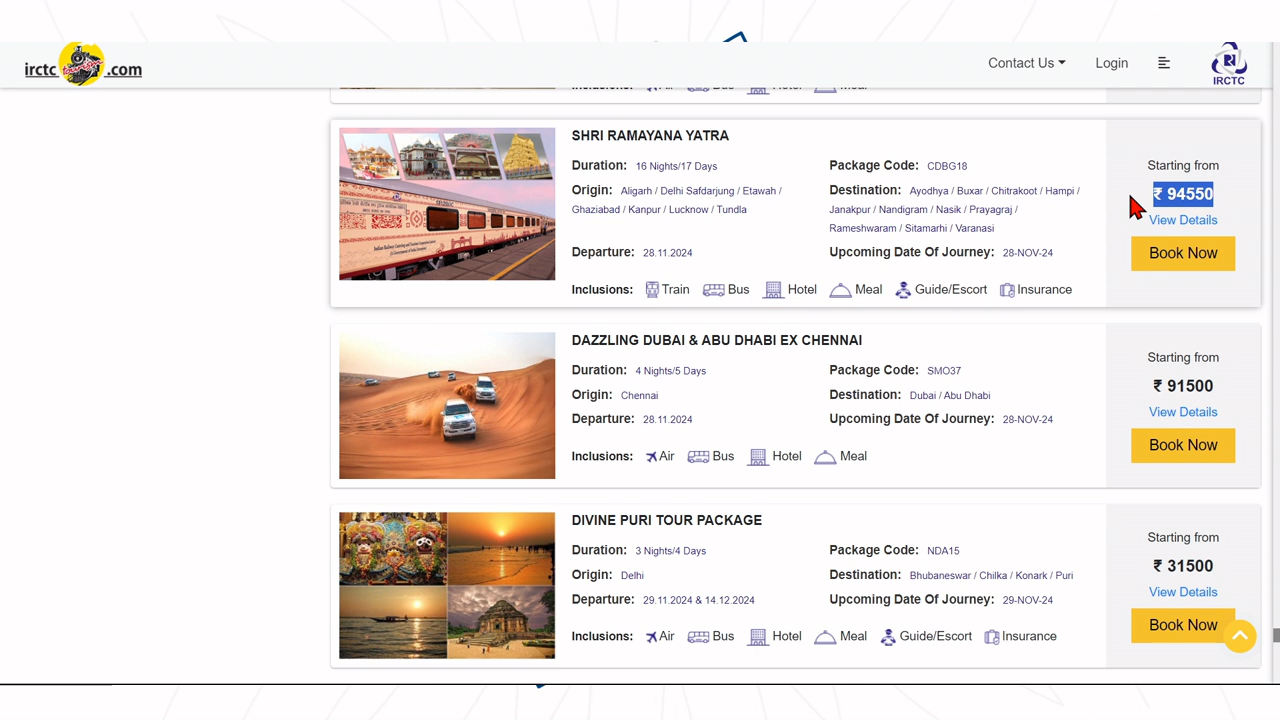 irctc tourism .com
Contact Us
Login
IRCTC
Inclusions: Air Bus Hotel Meal
SHRI RAMAYANA YATRA
Duration: 16 Nights/17 Days
Package Code: CDBG18
Origin: Aligarh / Delhi Safdarjung / Etawah /
Ghaziabad / Kanpur / Lucknow / Tundla
Destination: Ayodhya / Buxar / Chitrakoot / Hampi /
Janakpur / Nandigram / Nasik / Prayagraj /
Rameshwaram / Sitamarhi / Varanasi
Departure: 28.11.2024
Upcoming Date Of Journey: 28-NOV-24
Inclusions: Train Bus Hotel Meal Guide/Escort Insurance
Starting from
₹ 94550
View Details
Book Now
DAZZLING DUBAI & ABU DHABI EX CHENNAI
Duration: 4 Nights/5 Days
Package Code: SMO37
Origin: Chennai
Destination: Dubai / Abu Dhabi
Departure: 28.11.2024
Upcoming Date Of Journey: 28-NOV-24
Inclusions: Air Bus Hotel Meal
Starting from
₹ 91500
View Details
Book Now
DIVINE PURI TOUR PACKAGE
Duration: 3 Nights/4 Days
Package Code: NDA15
Origin: Delhi
Destination: Bhubaneswar / Chilka / Konark / Puri
Departure: 29.11.2024 & 14.12.2024
Upcoming Date Of Journey: 29-NOV-24
Inclusions: Air Bus Hotel Meal Guide/Escort Insurance
Starting from
₹ 31500
View Details
Book Now